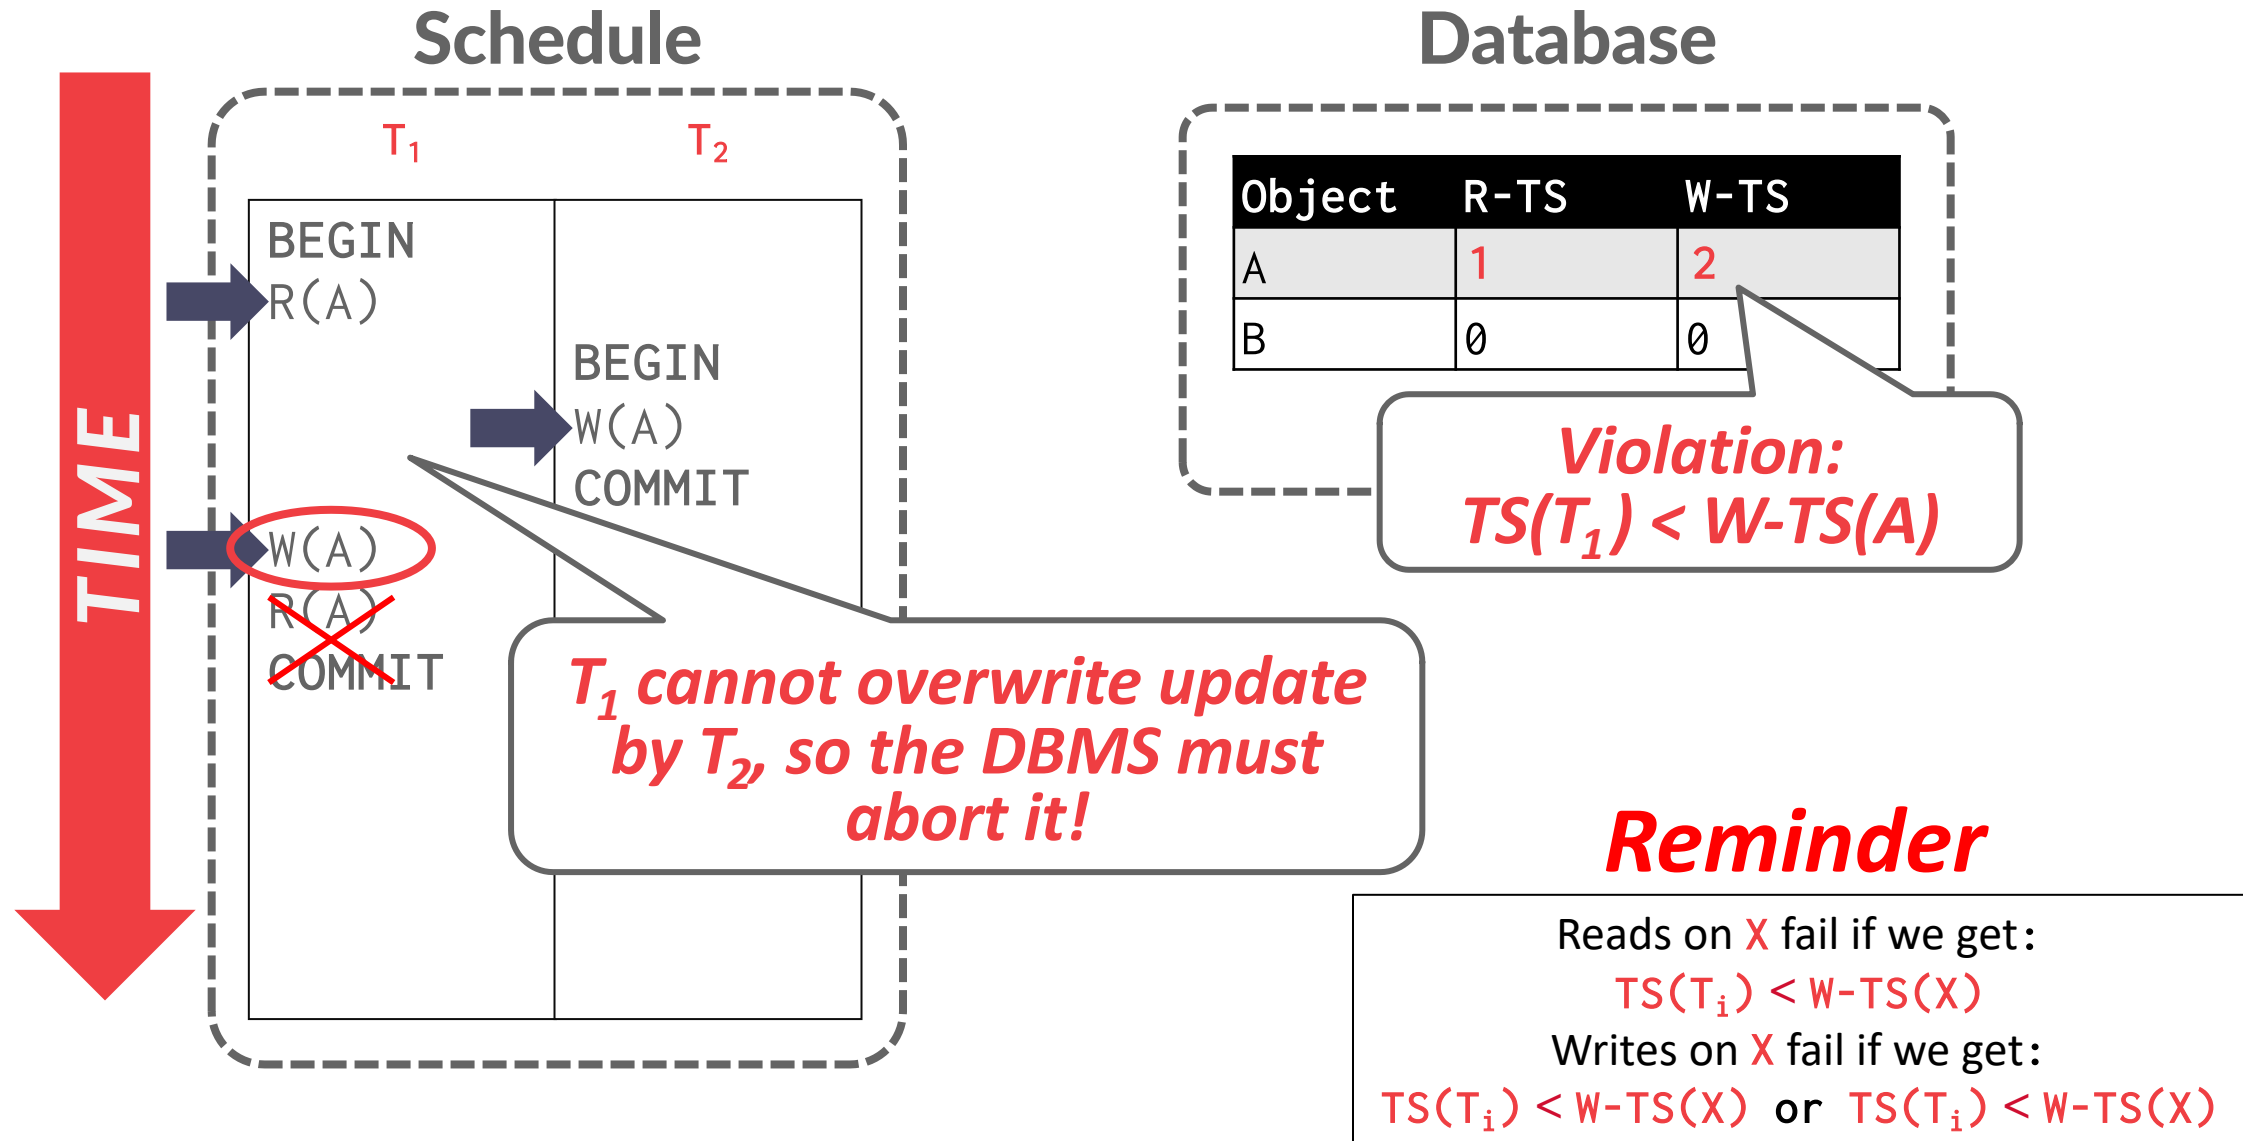 Schedule
Database
TIME
T1 T2
BEGIN
R(A)
BEGIN
W(A)
COMMIT
W(A)
R(A)
COMMIT
Object R-TS W-TS
A 1 2
B 0 0
Violation:
TS(T1) < W-TS(A)
T1 cannot overwrite update
by T2, so the DBMS must
abort it!
Reminder
Reads on X fail if we get:
TS(Ti) < W-TS(X)
Writes on X fail if we get:
TS(Ti) < W-TS(X) or TS(Ti) < W-TS(X)